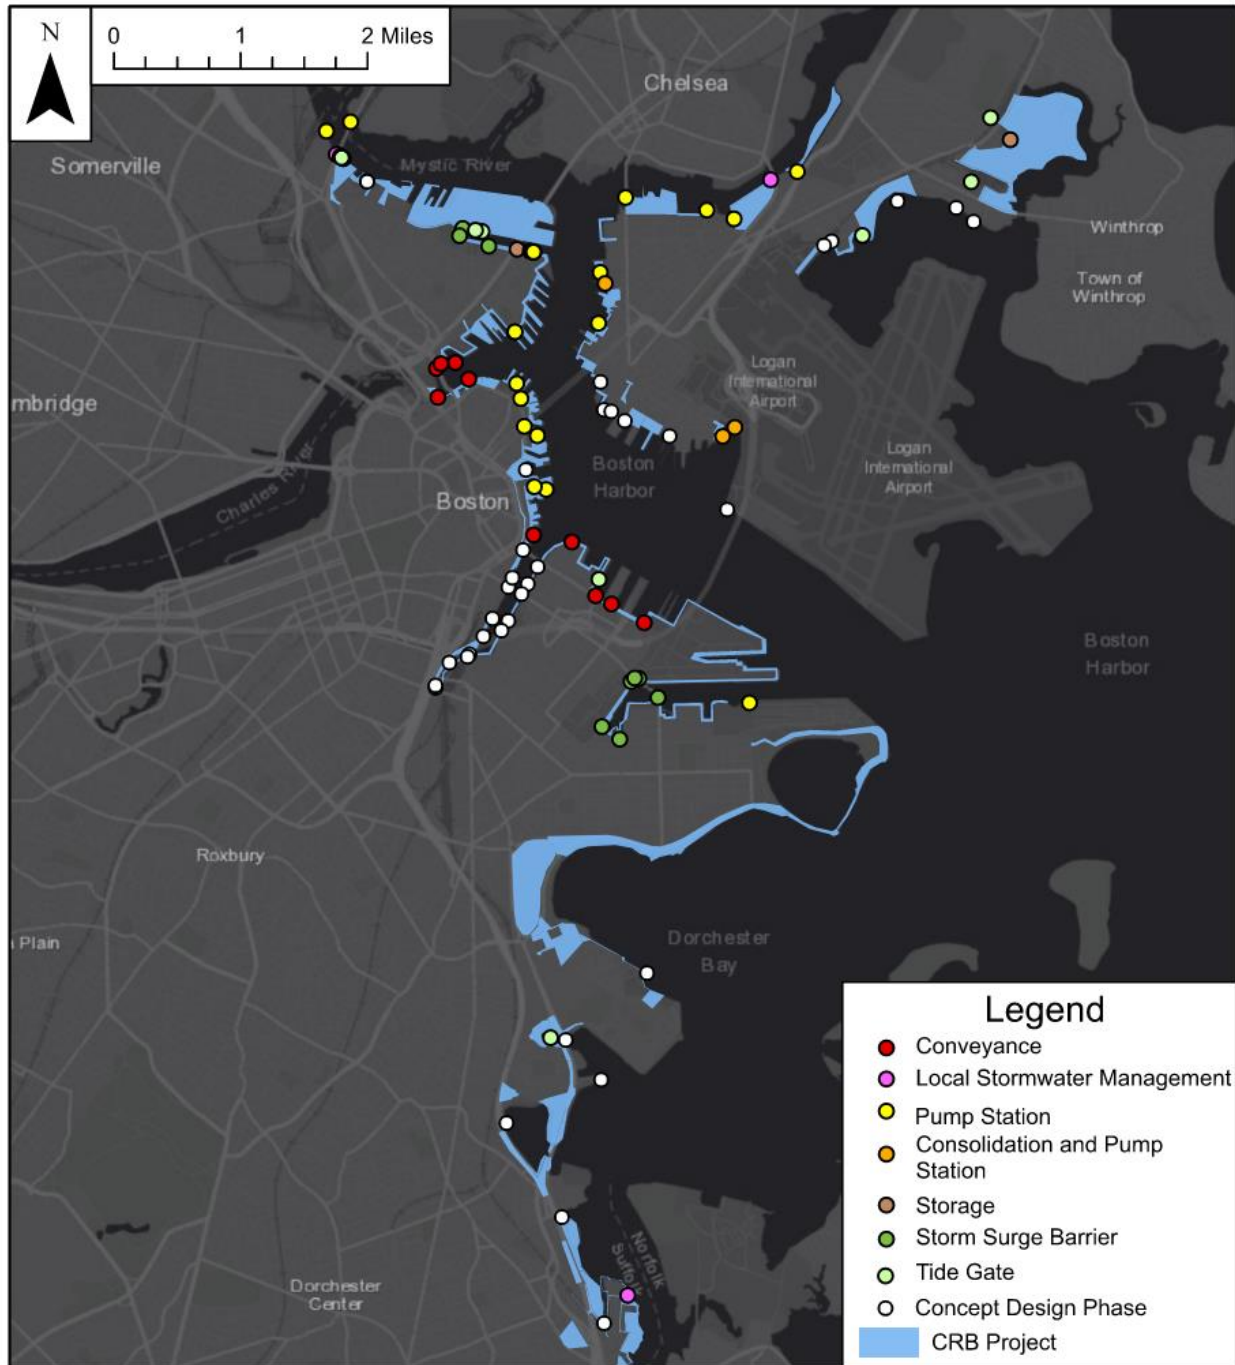 N
0 1 2 Miles
Chelsea
Somerville
Mystic River
Winthrop
Town of
Winthrop
Logan
International
Airport
mbridge
Logan
International
Airport
Boston
Harbor
Charles River
Boston
Boston
Harbor
Roxbury
n Plain
Dorchester
Bay
Norfolk
Suffolk
Dorchester
Center
Legend
Conveyance
Local Stormwater Management
Pump Station
Consolidation and Pump
Station
Storage
Storm Surge Barrier
Tide Gate
Concept Design Phase
CRB Project